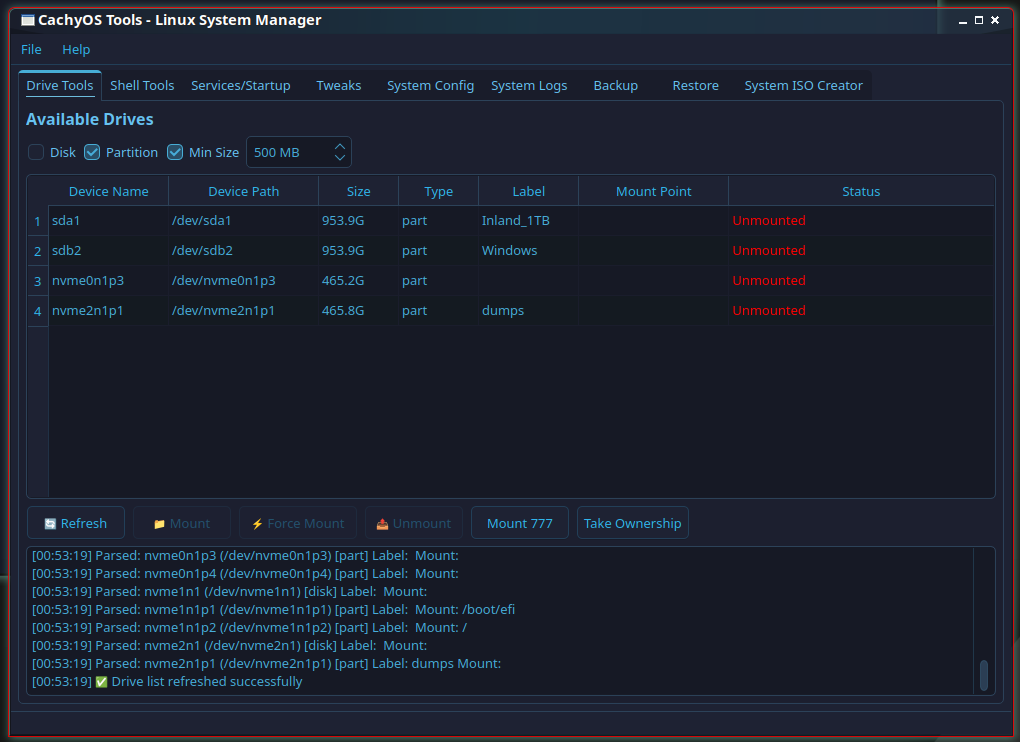 CachyOS Tools - Linux System Manager
File Help
Drive Tools Shell Tools Services/Startup Tweaks System Config System Logs Backup Restore System ISO Creator
Available Drives
Disk Partition Min Size 500 MB
Device Name Device Path Size Type Label Mount Point Status
1 sda1 /dev/sda1 953.9G part Inland_1TB Unmounted
2 sdb2 /dev/sdb2 953.9G part Windows Unmounted
3 nvme0n1p3 /dev/nvme0n1p3 465.2G part Unmounted
4 nvme2n1p1 /dev/nvme2n1p1 465.8G part dumps Unmounted
Refresh Mount Force Mount Unmount Mount 777 Take Ownership
[00:53:19] Parsed: nvme0n1p3 (/dev/nvme0n1p3) [part] Label: Mount:
[00:53:19] Parsed: nvme0n1p4 (/dev/nvme0n1p4) [part] Label: Mount:
[00:53:19] Parsed: nvme1n1 (/dev/nvme1n1) [disk] Label: Mount:
[00:53:19] Parsed: nvme1n1p1 (/dev/nvme1n1p1) [part] Label: Mount: /boot/efi
[00:53:19] Parsed: nvme1n1p2 (/dev/nvme1n1p2) [part] Label: Mount: /
[00:53:19] Parsed: nvme2n1 (/dev/nvme2n1) [disk] Label: Mount:
[00:53:19] Parsed: nvme2n1p1 (/dev/nvme2n1p1) [part] Label: dumps Mount:
[00:53:19] ✅ Drive list refreshed successfully